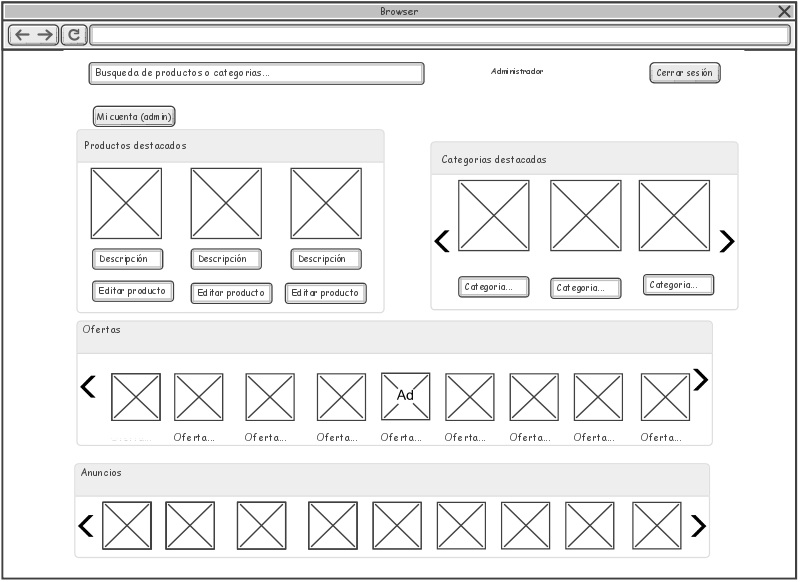 Browser
Busqueda de productos o categorias...
Administrador
Cerrar sesión
Mi cuenta (admin)
Productos destacados
Categorias destacadas
Descripción
Descripción
Descripción
Editar producto
Editar producto
Editar producto
Categoria...
Categoria...
Categoria...
Ofertas
Ad
Oferta...
Oferta...
Oferta...
Oferta...
Oferta...
Oferta...
Oferta...
Oferta...
Anuncios